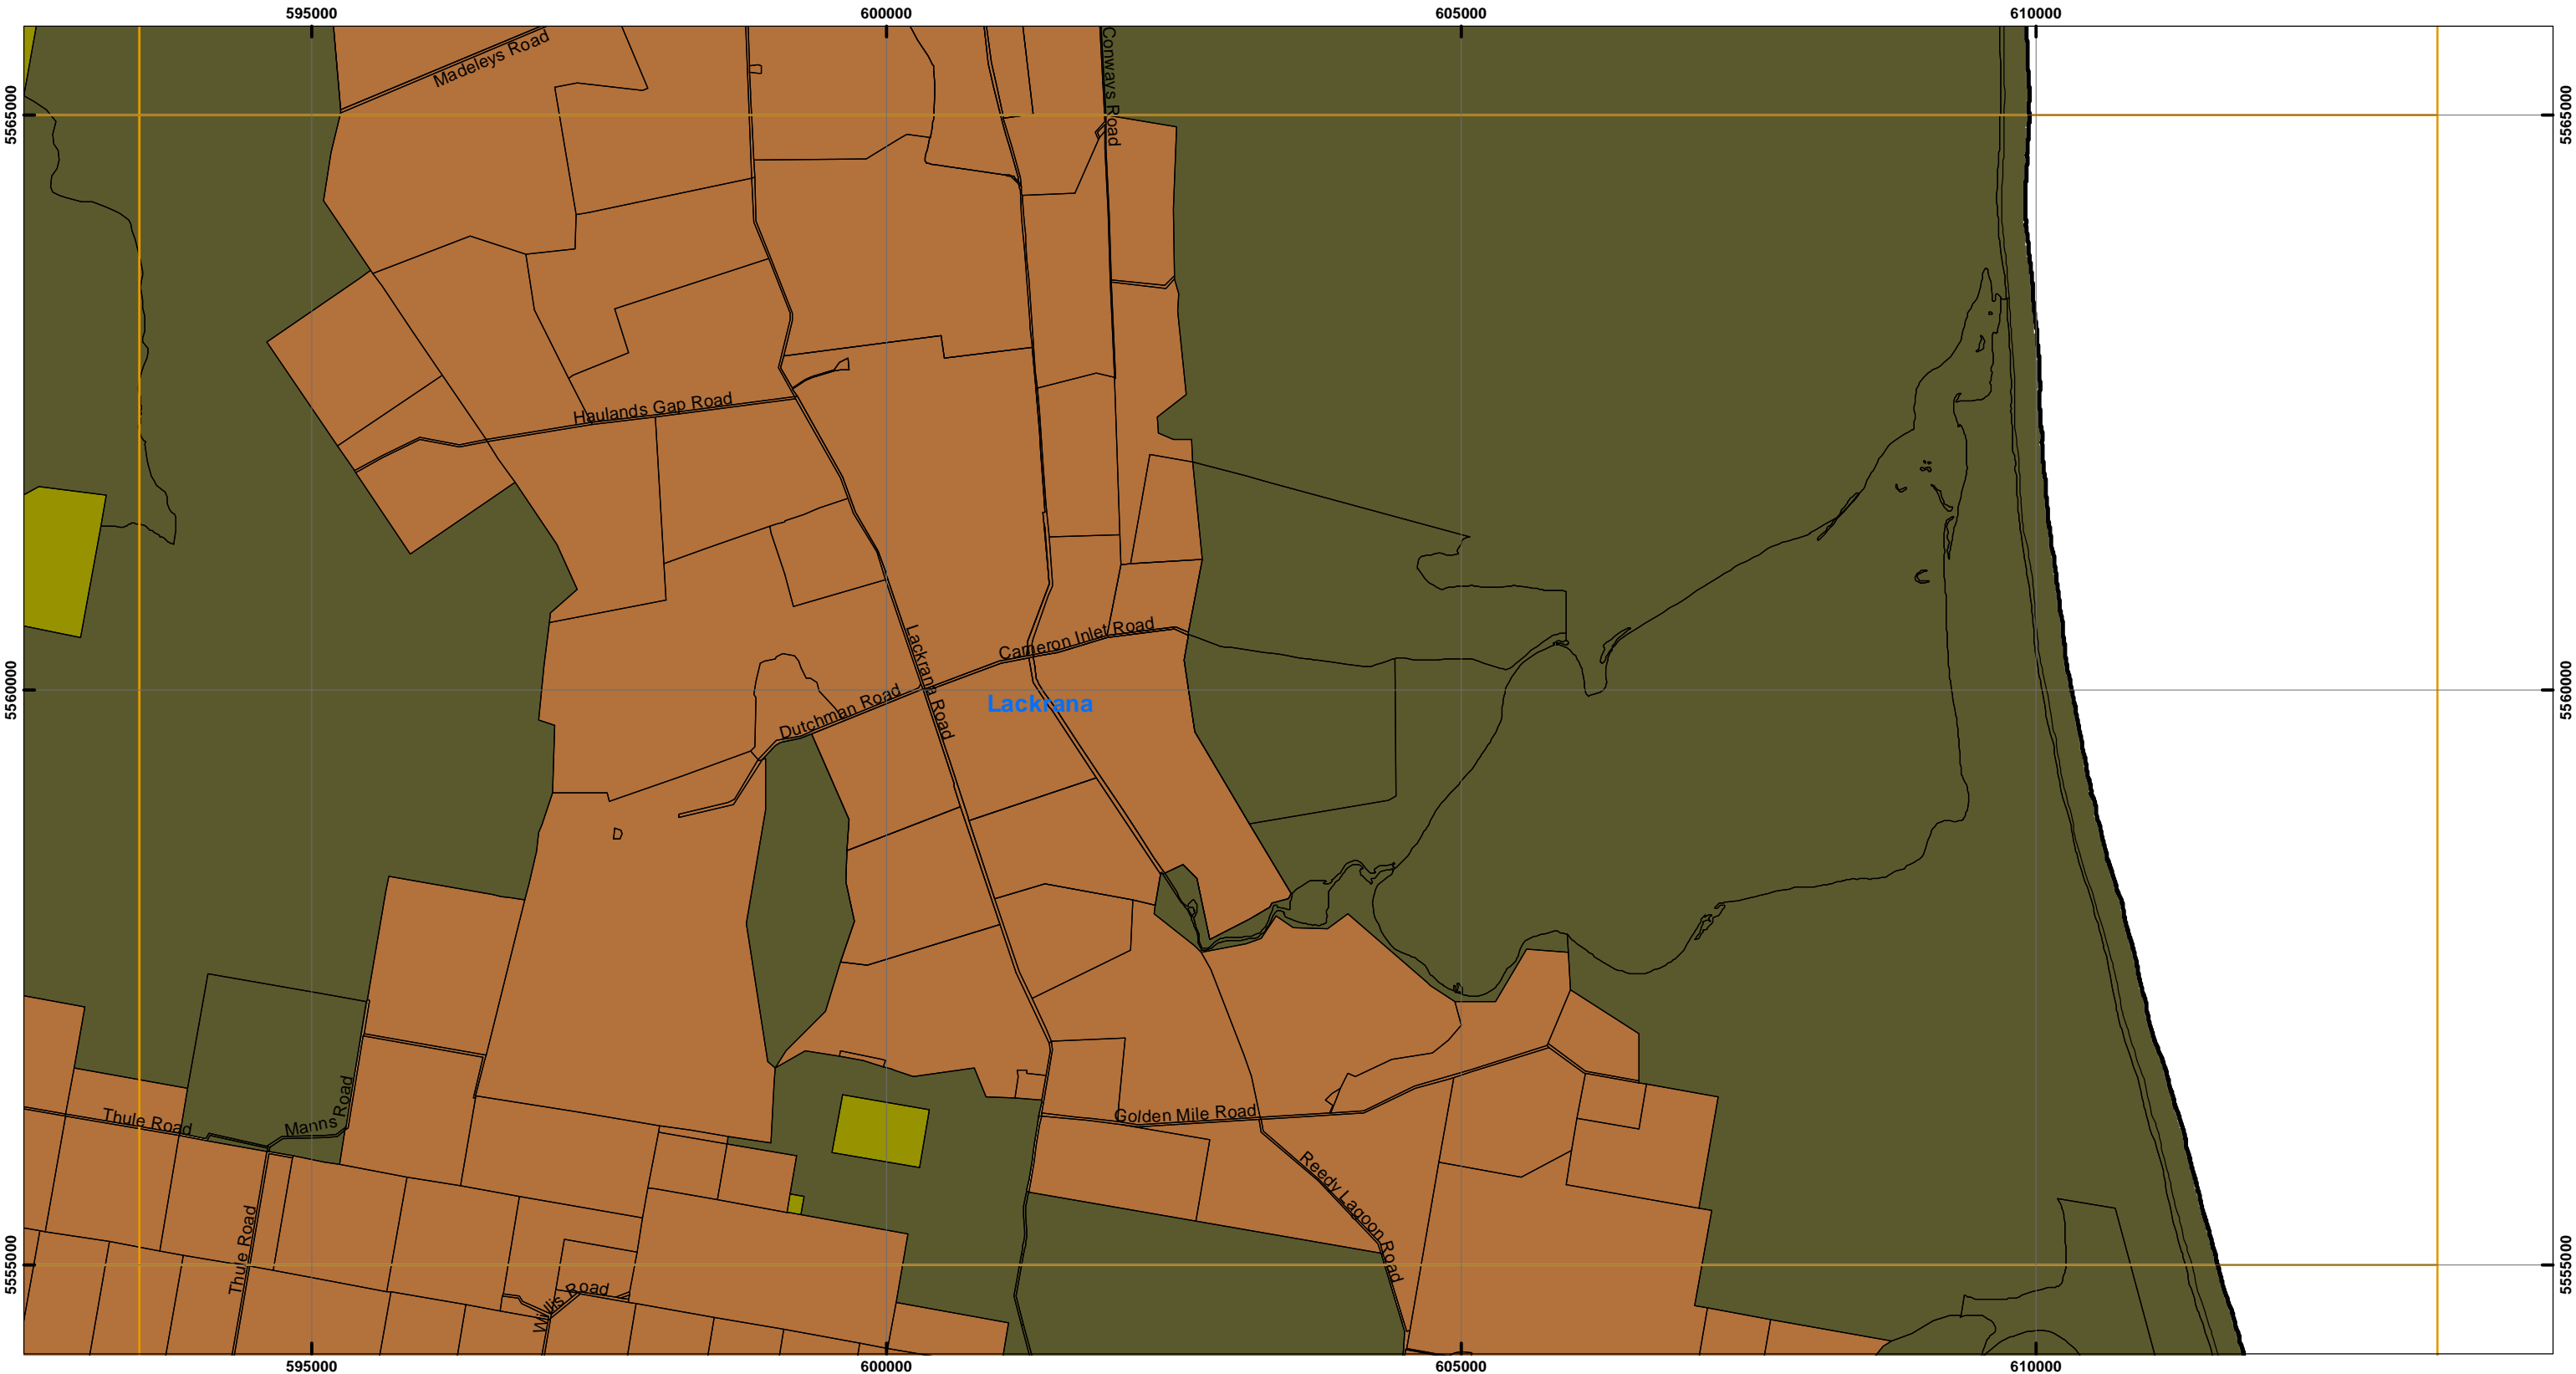 595000
600000
605000
610000
Madeleys Road
Conways Road
5565000
5565000
Haulands Gap Road
Cameron Inlet Road
Lackrana Road
5560000
5560000
Dutchman Road
Lackrana
Thule Road
Manns Road
Golden Mile Road
Reedy Lagoon Road
Thule Road
5555000
5555000
Willis Road
595000
600000
605000
610000